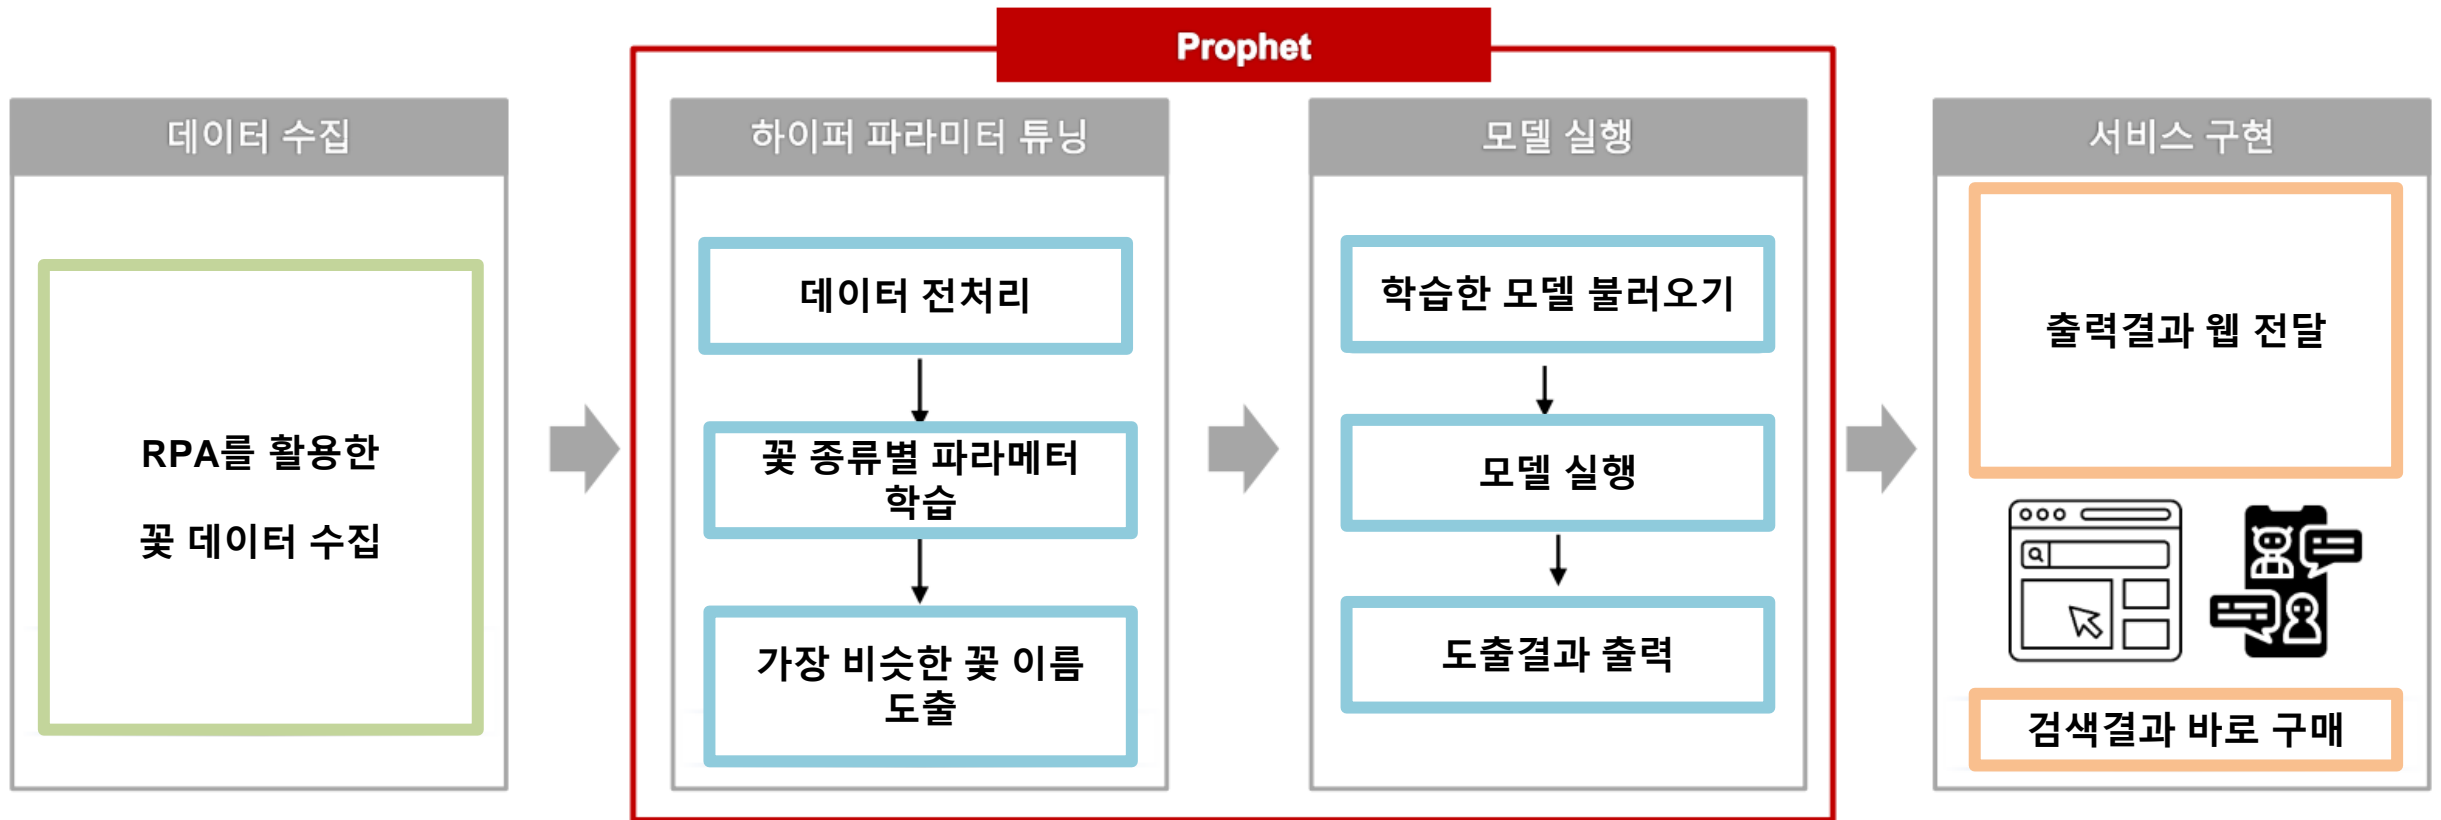 Prophet
데이터 수집
RPA를 활용한
꽃 데이터 수집
하이퍼 파라미터 튜닝
데이터 전처리
꽃 종류별 파라메터
학습
가장 비슷한 꽃 이름
도출
모델 실행
학습한 모델 불러오기
모델 실행
도출결과 출력
서비스 구현
출력결과 웹 전달
검색결과 바로 구매